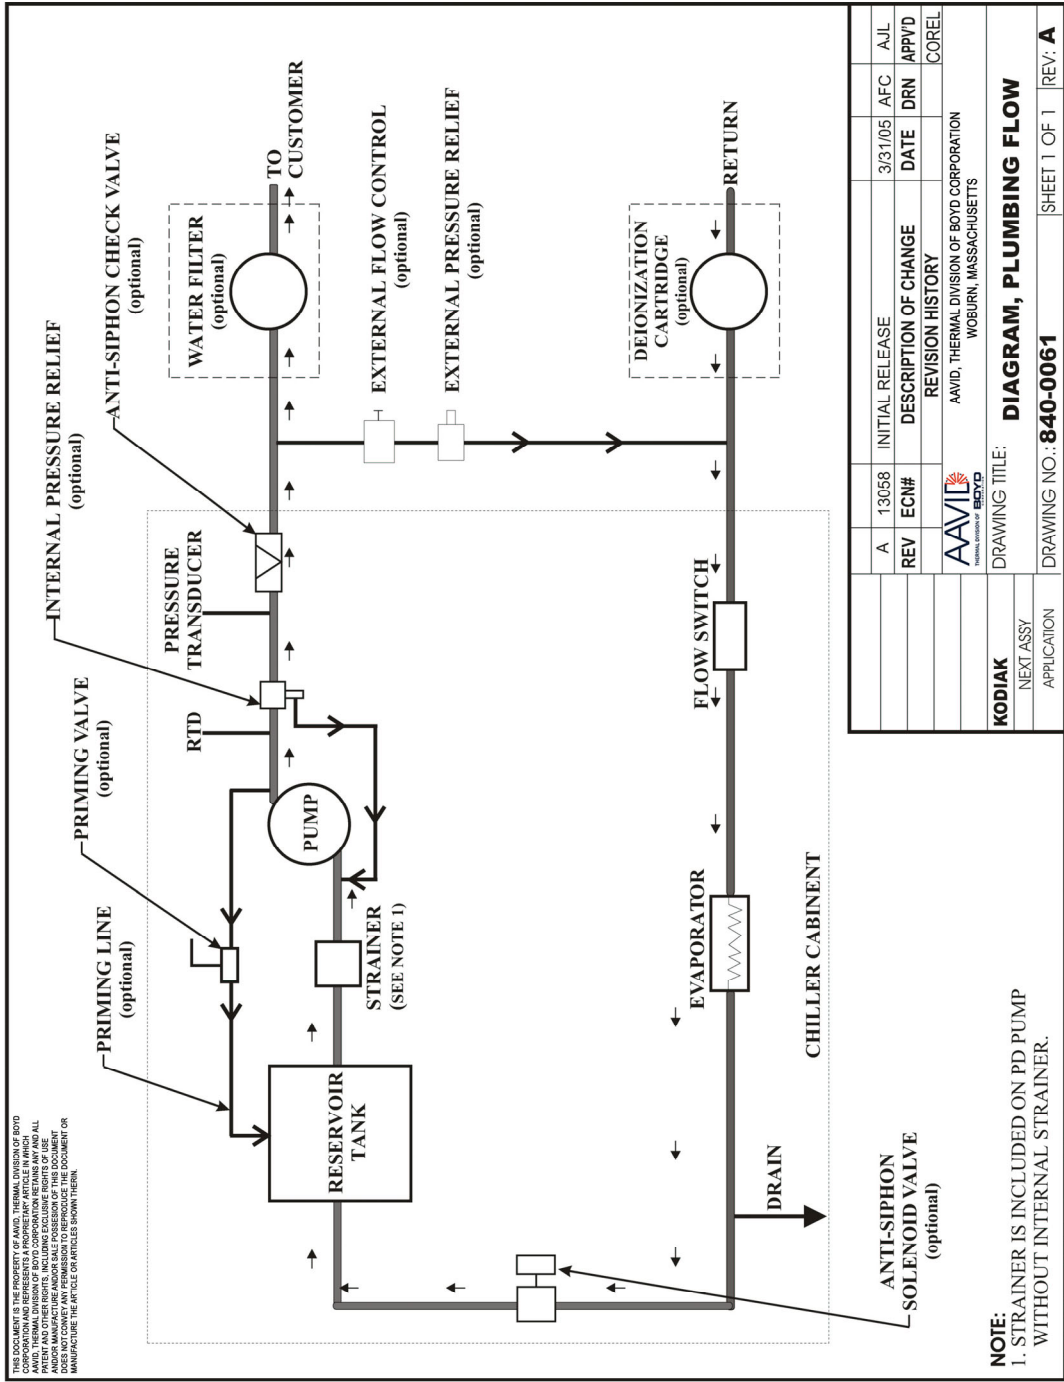 THIS DOCUMENT IS THE PROPERTY OF AAVID, THERMAL DIVISION OF BOYD
CORPORATION AND REPRESENTS A PROPRIETARY ARTICLE IN WHICH
AAVID, THERMAL DIVISION OF BOYD CORPORATION RETAINS ANY AND ALL
PATENT AND OTHER RIGHTS, INCLUDING EXCLUSIVE RIGHTS OF USE
AND/OR MANUFACTURE AND/OR SALE POSSESION OF THIS DOCUMENT
DOES NOT CONVEY ANY PERMISSION TO REPRODUCE THE DOCUMENT OR
MANUFACTURE THE ARTICLE OR ARTICLES SHOWN THERIN.
PRIMING LINE
(optional)
PRIMING VALVE
(optional)
INTERNAL PRESSURE RELIEF
(optional)
ANTI-SIPHON CHECK VALVE
(optional)
RTD
PRESSURE
TRANSDUCER
WATER FILTER
(optional)
TO
CUSTOMER
RESERVOIR
TANK
STRAINER
(SEE NOTE 1)
PUMP
EXTERNAL FLOW CONTROL
(optional)
EXTERNAL PRESSURE RELIEF
(optional)
DEIONIZATION
CARTRIDGE
(optional)
RETURN
EVAPORATOR
FLOW SWITCH
DRAIN
CHILLER CABINENT
ANTI-SIPHON
SOLENOID VALVE
(optional)
NOTE:
1. STRAINER IS INCLUDED ON PD PUMP
WITHOUT INTERNAL STRAINER.
A 13058 INITIAL RELEASE 3/31/05 AFC AJL
REV ECN# DESCRIPTION OF CHANGE DATE DRN APPV'D
REVISION HISTORY COREL
AAVID
THERMAL DIVISION OF BOYD CORPORATION
AAVID, THERMAL DIVISION OF BOYD CORPORATION
WOBURN, MASSACHUSETTS
KODIAK
NEXT ASSY
APPLICATION
DRAWING TITLE:
DIAGRAM, PLUMBING FLOW
DRAWING NO.: 840-0061 SHEET 1 OF 1 REV: A